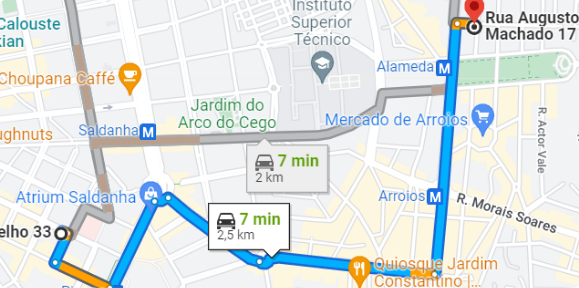 Calouste
kian
Instituto
Superior
Técnico
Rua Augusto
Machado 17
Choupana Caffé
Alameda
M
Jardim do
Arco do Cego
Mercado de Arroios
ughnuts
Saldanha
M
R. Actor Vale
7 min
2 km
Atrium Saldanha
Arroios
M
R. Morais Soares
elho 33
7 min
2,5 km
Quiosque Jardim
Constantino |...